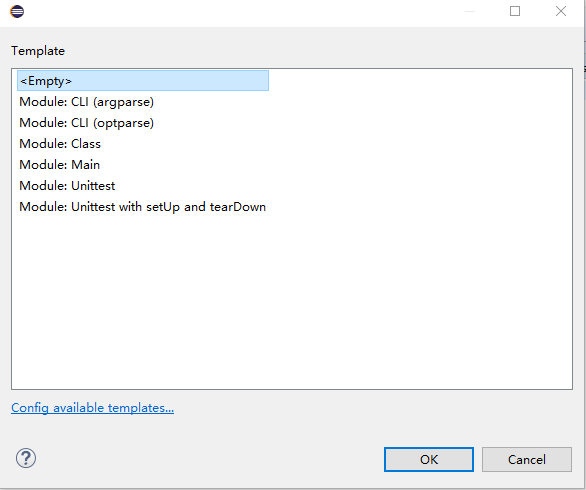 Template
<Empty>
Module: CLI (argparse)
Module: CLI (optparse)
Module: Class
Module: Main
Module: Unittest
Module: Unittest with setUp and tearDown
Config available templates...
?
OK
Cancel